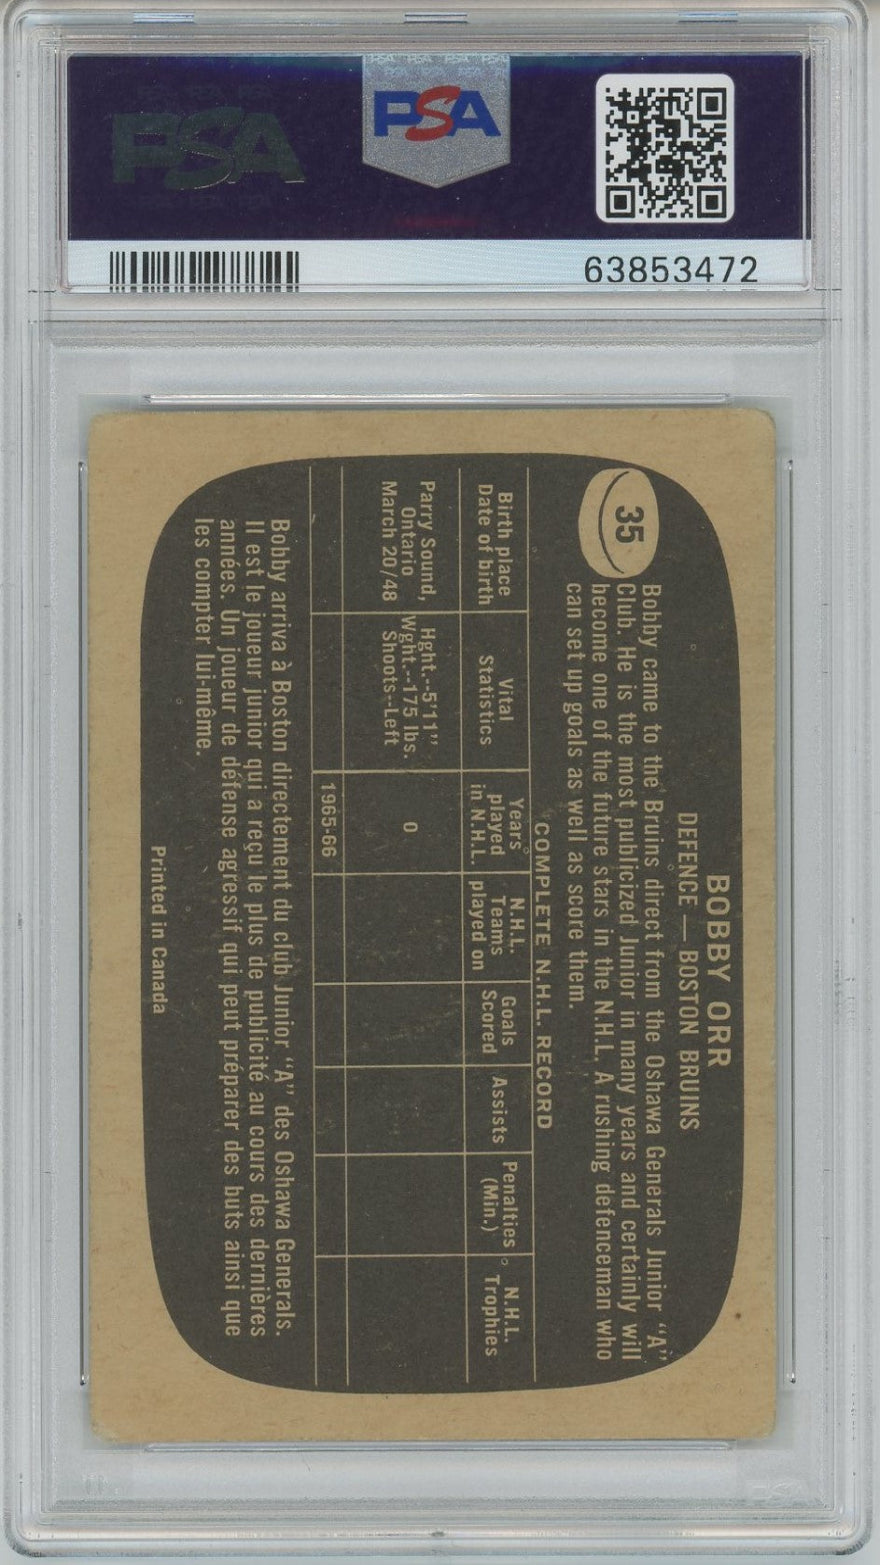 PSA
PSA
63853472
35
BOBBY ORR
DEFENCE — BOSTON BRUINS
Bobby came to the Bruins direct from the Oshawa Generals Junior "A"
Club. He is the most publicized Junior in many years and certainly will
become one of the future stars in the N.H.L. A rushing defenceman who
can set up goals as well as score them.
COMPLETE N.H.L. RECORD
Birth place
Date of birth
Vital
Statistics
Years
played
in N.H.L.
N.H.L.
Teams
played on
Goals
Scored
Assists
Penalties
(Min.)
N.H.L.
Trophies
Parry Sound,
Ontario
March 20/48
Hght.--5'11"
Wght.--175 lbs.
Shoots--Left
0
1965-66
Bobby arriva à Boston directement du club Junior "A" des Oshawa Generals.
Il est le joueur junior qui a reçu le plus de publicité au cours des dernières
années. Un joueur de défense agressif qui peut préparer des buts ainsi que
les compter lui-même.
Printed in Canada